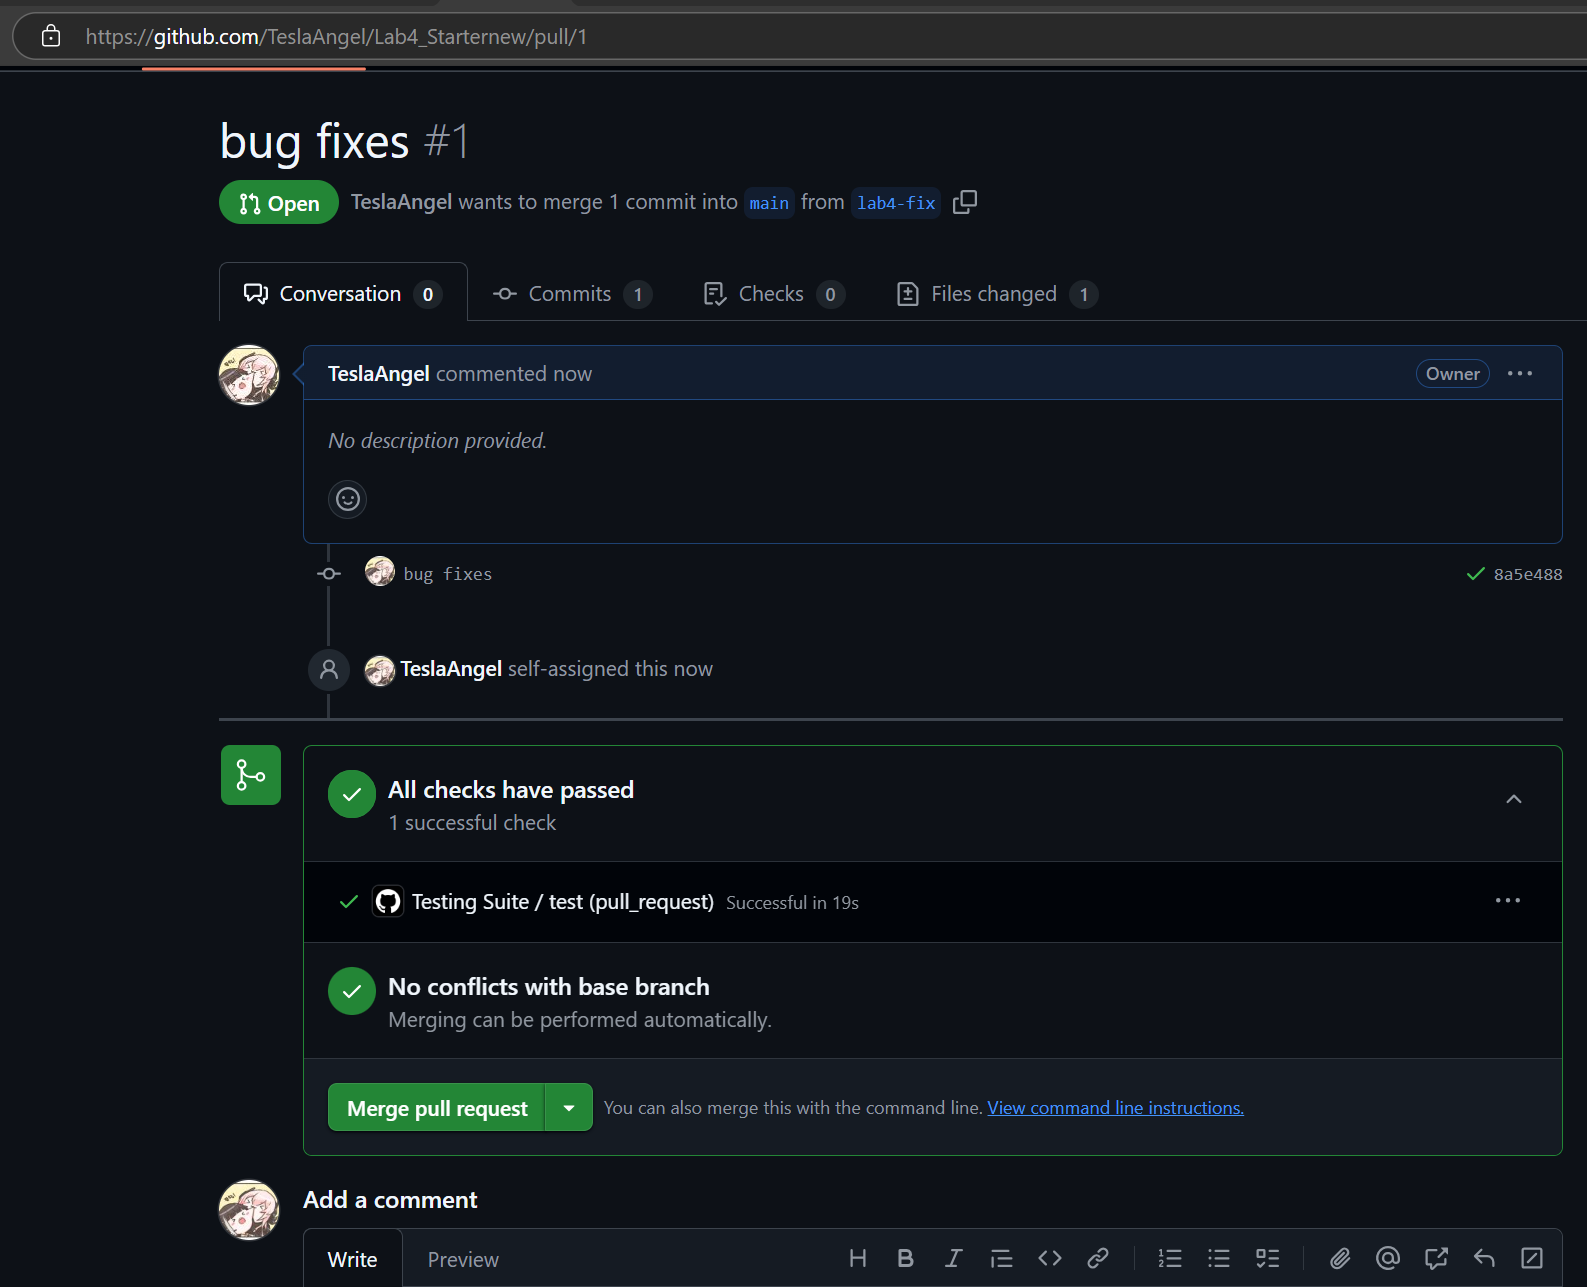 https://github.com/TeslaAngel/Lab4_Starternew/pull/1
bug fixes #1
Open TeslaAngel wants to merge 1 commit into main from lab4-fix
Conversation 0 Commits 1 Checks 0 Files changed 1
TeslaAngel commented now Owner
No description provided.
bug fixes 8a5e488
TeslaAngel self-assigned this now
All checks have passed
1 successful check
Testing Suite / test (pull_request) Successful in 19s
No conflicts with base branch
Merging can be performed automatically.
Merge pull request You can also merge this with the command line. View command line instructions.
Add a comment
Write Preview